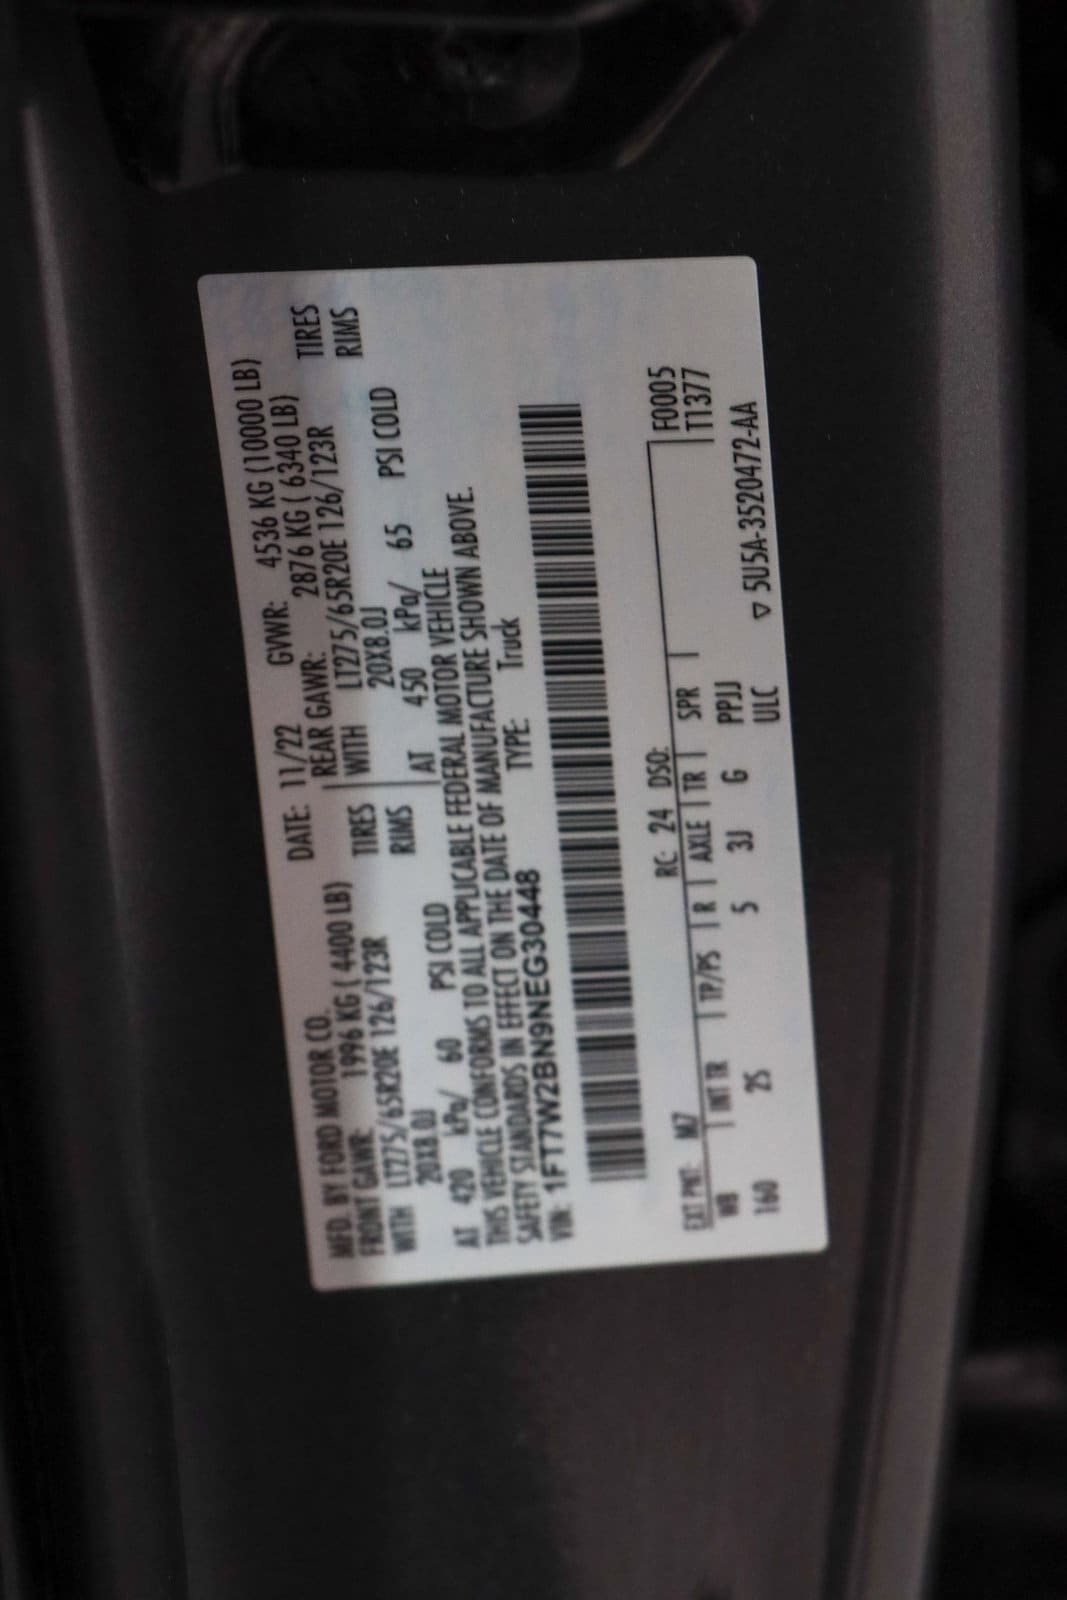 MFD. BY FORD MOTOR CO. DATE: 11/22 GVWR: 4536 KG (10000 LB)
FRONT GAWR: 1996 KG ( 4400 LB) REAR GAWR: 2876 KG ( 6340 LB)
WITH LT275/65R20E 126/123R TIRES WITH LT275/65R20E 126/123R TIRES
20X8.0J RIMS 20X8.0J RIMS
AT 420 kPa/ 60 PSI COLD AT 450 kPa/ 65 PSI COLD
THIS VEHICLE CONFORMS TO ALL APPLICABLE FEDERAL MOTOR VEHICLE
SAFETY STANDARDS IN EFFECT ON THE DATE OF MANUFACTURE SHOWN ABOVE.
VIN: 1FT7W2BN9NEG30448 TYPE: Truck
EXT PNT: M7 RC: 24 DSO: F0005
WB INT TR TP/PS R AXLE TR SPR T1377
160 2S 5 3J G PPJJ
ULC ▽ 5U5A-3520472-AA